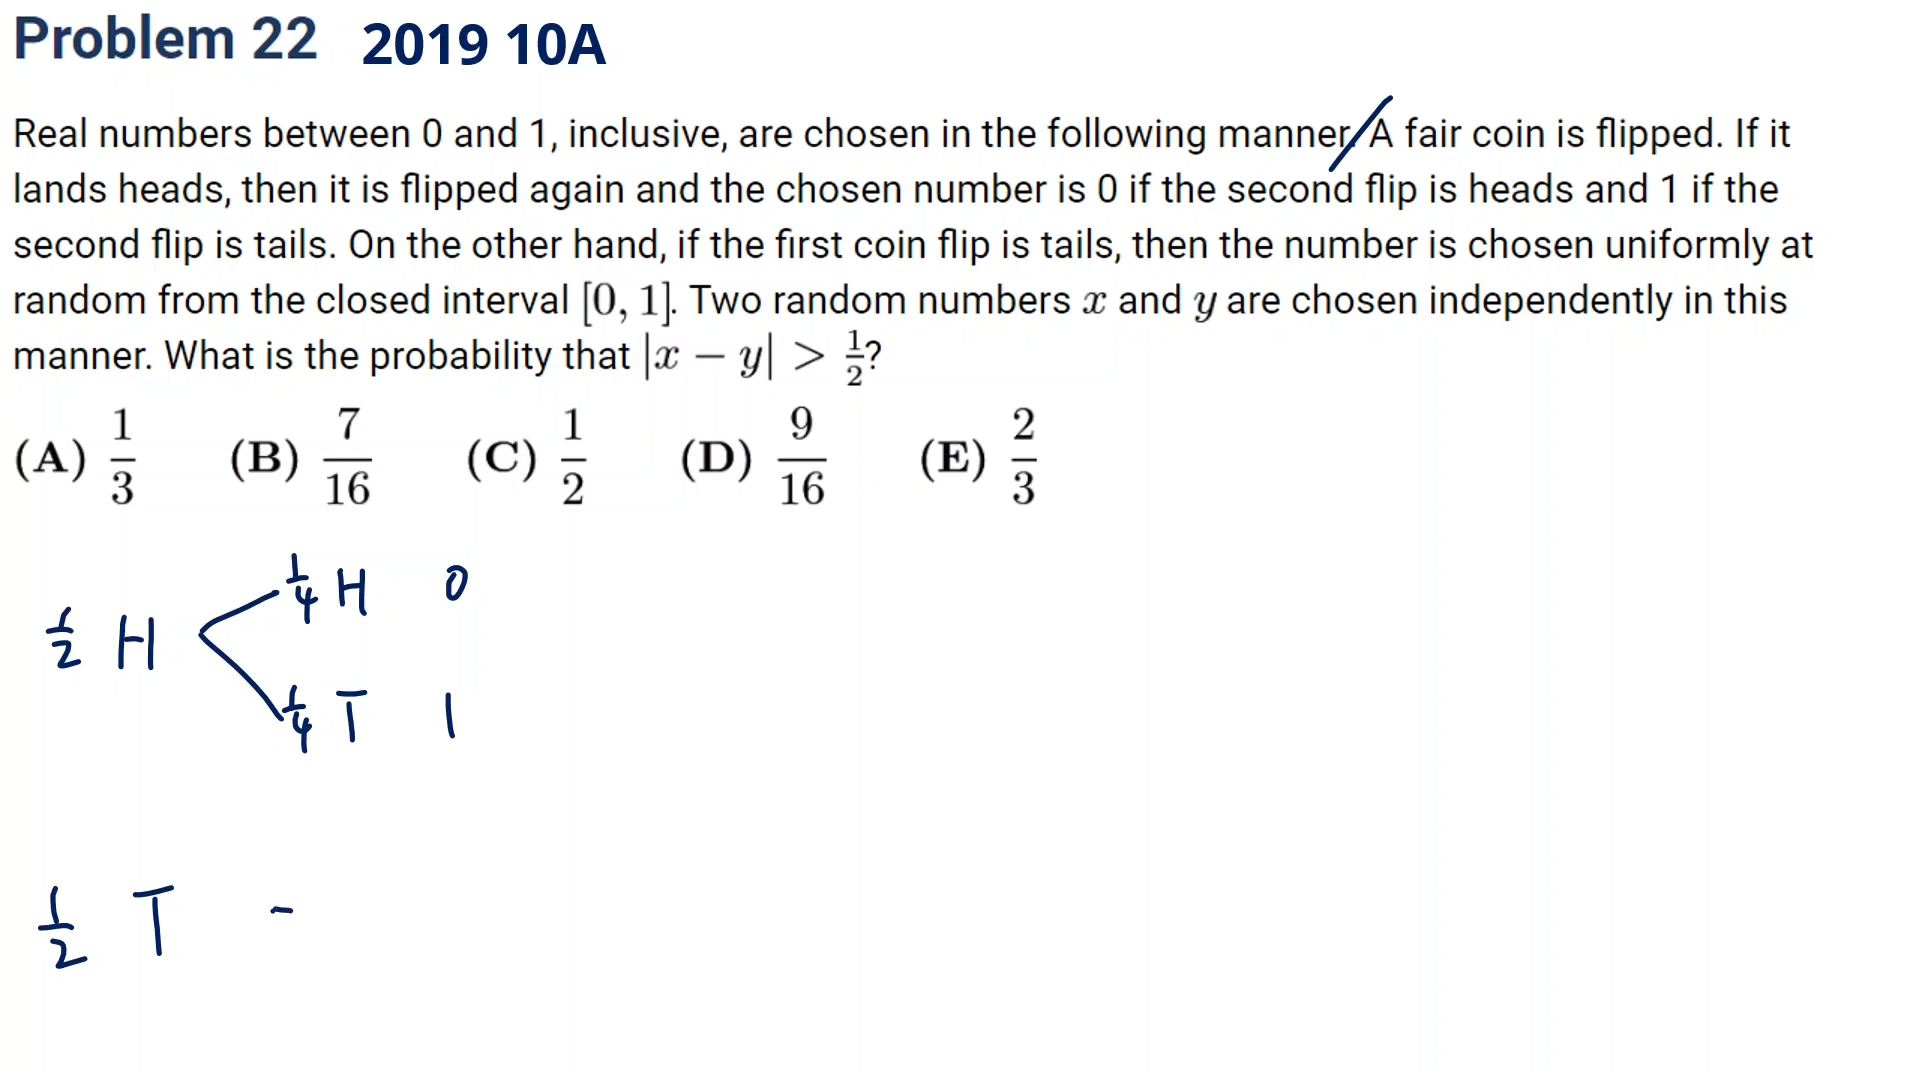 Problem 22 2019 10A
Real numbers between 0 and 1, inclusive, are chosen in the following manner. A fair coin is flipped. If it
lands heads, then it is flipped again and the chosen number is 0 if the second flip is heads and 1 if the
second flip is tails. On the other hand, if the first coin flip is tails, then the number is chosen uniformly at
random from the closed interval [0, 1]. Two random numbers x and y are chosen independently in this
manner. What is the probability that |x − y| > 1/2?
(A) 1/3 (B) 7/16 (C) 1/2 (D) 9/16 (E) 2/3
1/4 H 0
1/2 H
1/4 T 1
1/2 T -